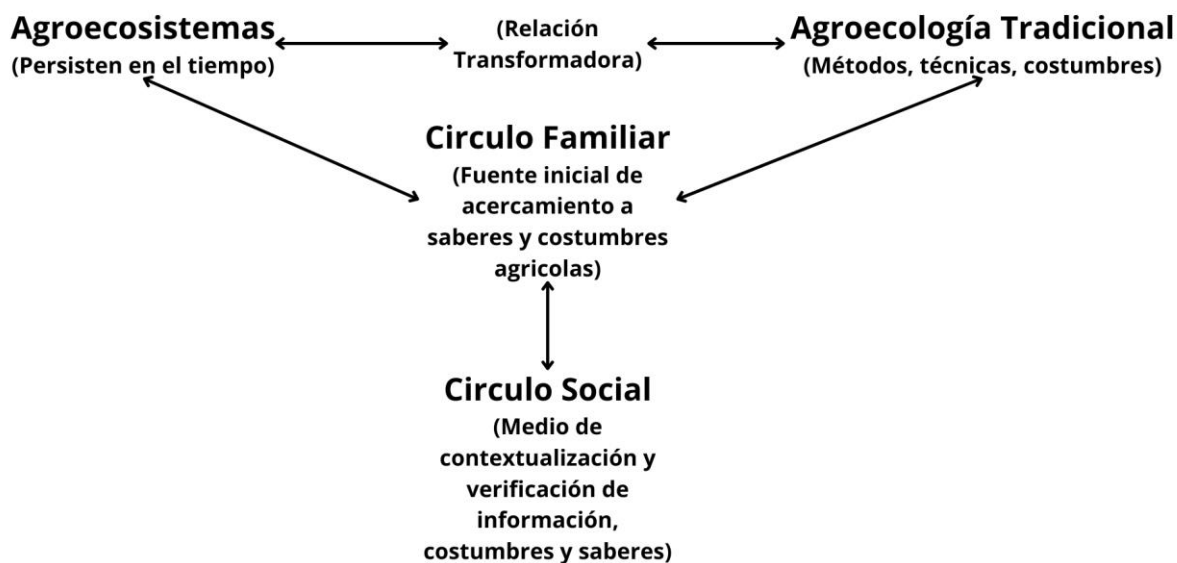 Agroecosistemas
(Persisten en el tiempo)
(Relación
Transformadora)
Agroecología Tradicional
(Métodos, técnicas, costumbres)
Circulo Familiar
(Fuente inicial de
acercamiento a
saberes y costumbres
agricolas)
Circulo Social
(Medio de
contextualización y
verificación de
información,
costumbres y saberes)